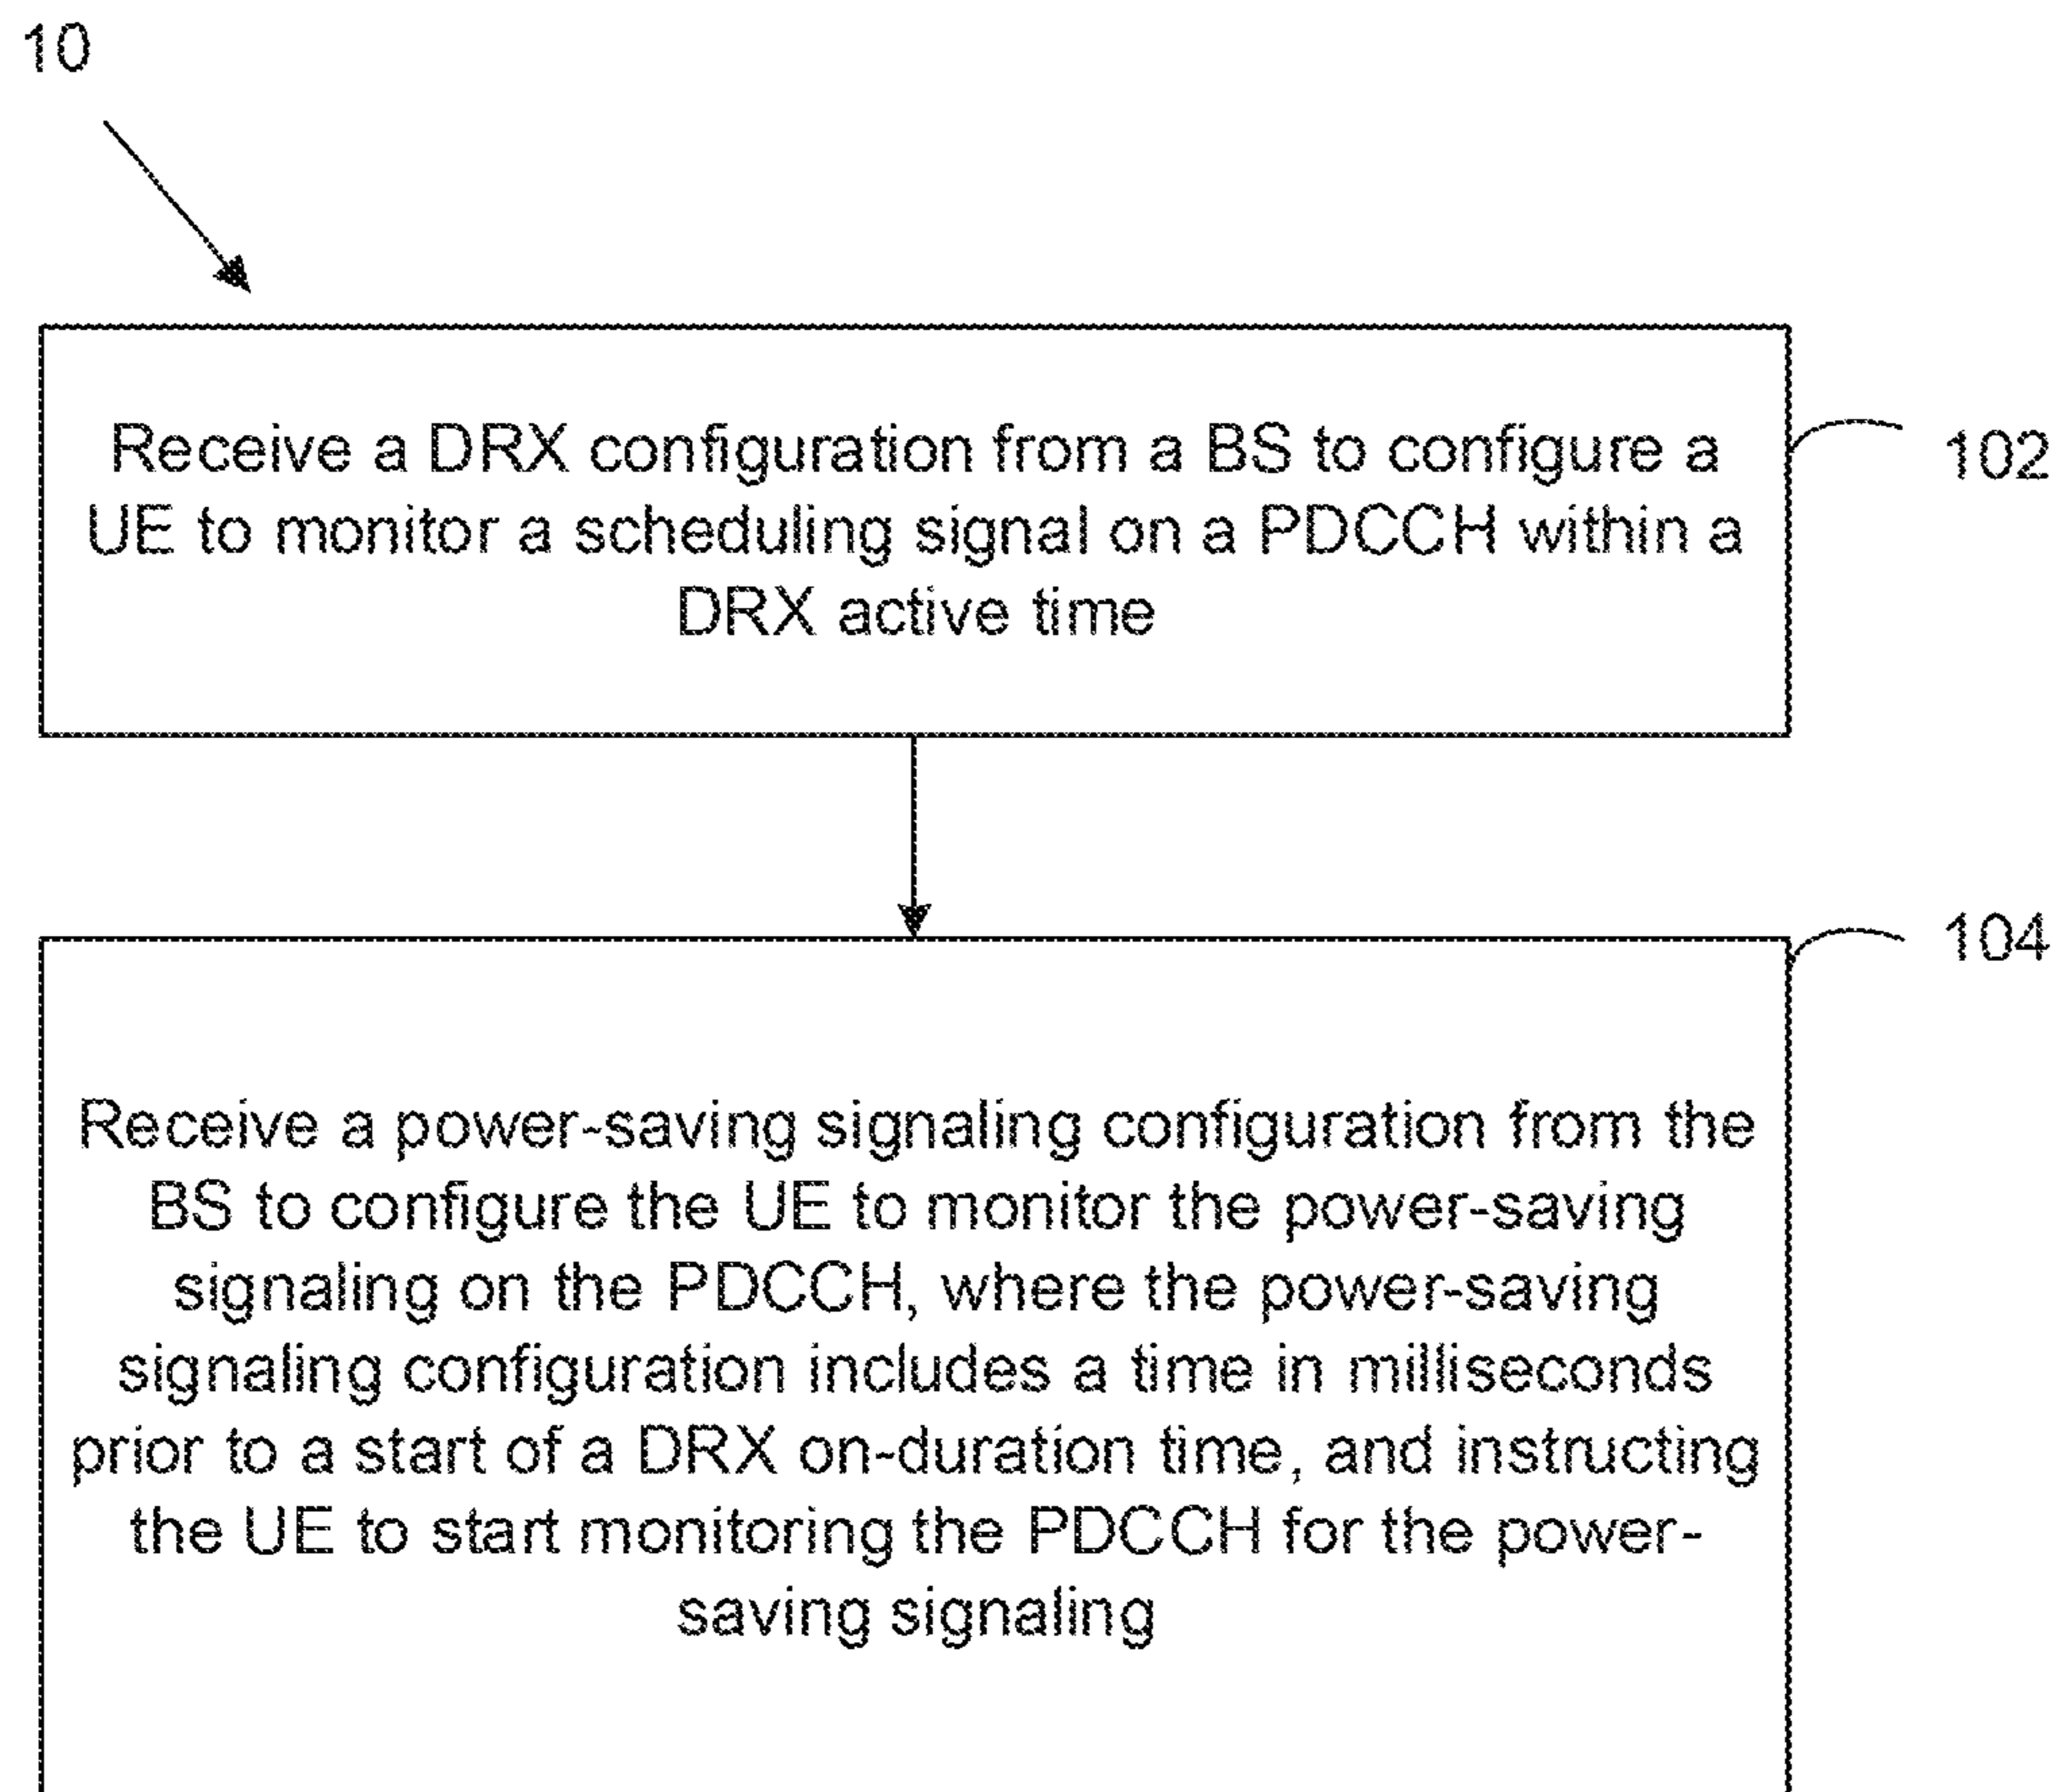 10
Receive a DRX configuration from a BS to configure a
UE to monitor a scheduling signal on a PDCCH within a
DRX active time
102
104
Receive a power-saving signaling configuration from the
BS to configure the UE to monitor the power-saving
signaling on the PDCCH, where the power-saving
signaling configuration includes a time in milliseconds
prior to a start of a DRX on-duration time, and instructing
the UE to start monitoring the PDCCH for the power-
saving signaling